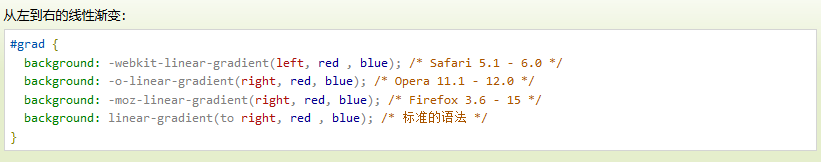 从左到右的线性渐变:
#grad {
  background: -webkit-linear-gradient(left, red , blue); /* Safari 5.1 - 6.0 */
  background: -o-linear-gradient(right, red, blue); /* Opera 11.1 - 12.0 */
  background: -moz-linear-gradient(right, red, blue); /* Firefox 3.6 - 15 */
  background: linear-gradient(to right, red , blue); /* 标准的语法 */
}